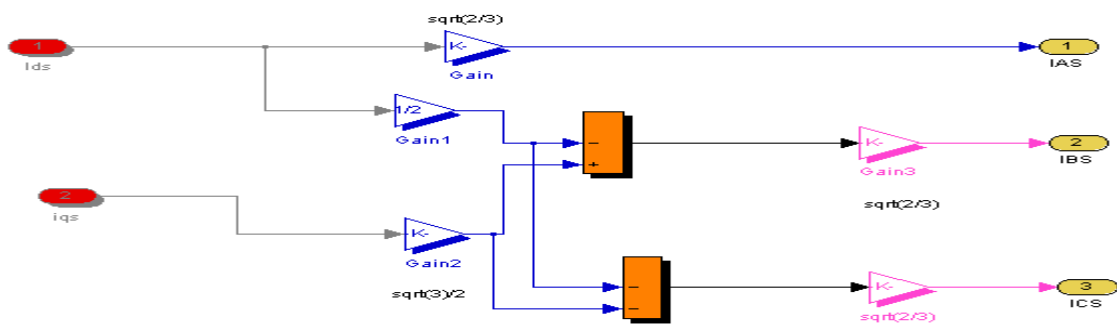 sqrt(2/3)
1
Ids
K-
Gain
1
IAS
1/2
Gain1
-
+
K-
Gain3
2
IBS
sqrt(2/3)
2
iqs
K-
Gain2
sqrt(3)/2
-
-
K-
sqrt(2/3)
3
ICS